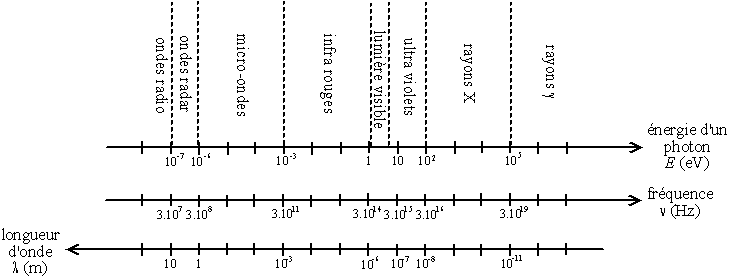 ondes radio
ondes radar
micro-ondes
infra rouges
lumière visible
ultra violets
rayons X
rayons γ
énergie d'un
photon
E (eV)
10⁻⁷ 10⁻⁶ 10⁻³ 1 10 10² 10⁵
3.10⁷ 3.10⁸ 3.10¹¹ 3.10¹⁴ 3.10¹⁵ 3.10¹⁶ 3.10¹⁹
fréquence
ν (Hz)
longueur
d'onde
λ (m)
10 1 10⁻³ 10⁻⁶ 10⁻⁷ 10⁻⁸ 10⁻¹¹